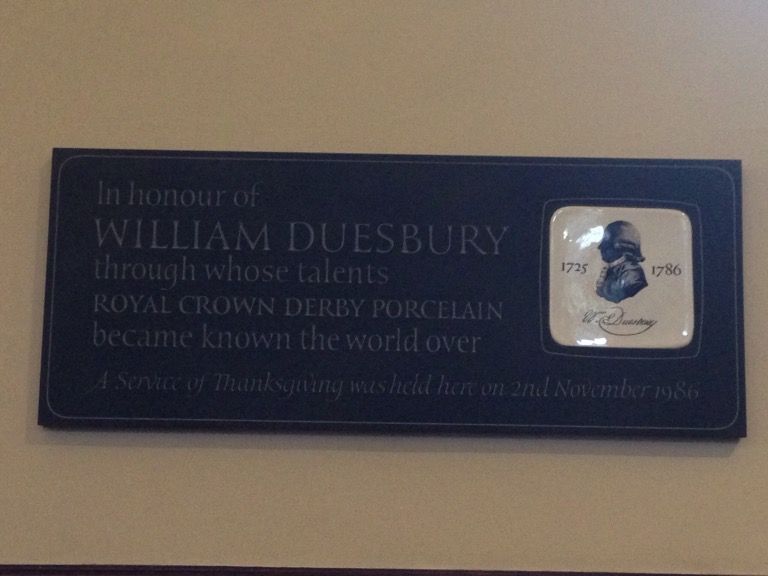 In honour of
WILLIAM DUESBURY
through whose talents
ROYAL CROWN DERBY PORCELAIN
became known the world over
A Service of Thanksgiving was held here on 2nd November 1986
1725 1786
W. Duesbury